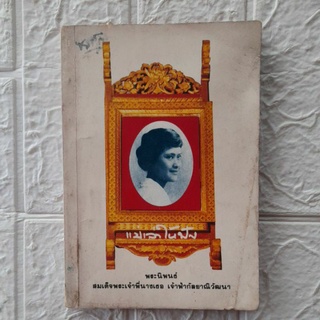 แม่เล่าให้ฟัง
พระนิพนธ์
สมเด็จพระเจ้าพี่นางเธอ เจ้าฟ้ากัลยาณิวัฒนา